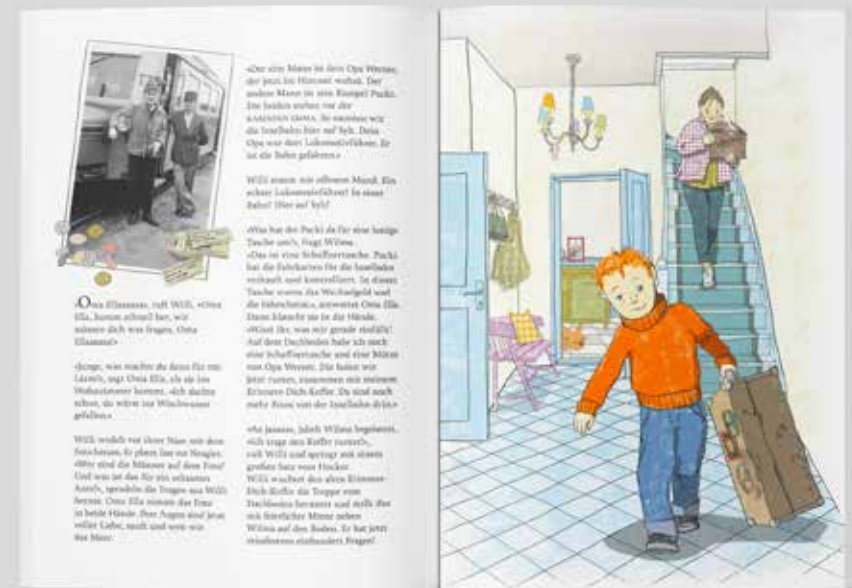 «Oma Ellaaaaa», ruft Willi, «Oma
Ella, komm schnell her, wir
müssen dich was fragen. Oma
Ellaaaaa!»
«Junge, was machst du denn für ein
Lärm?», sagt Oma Ella, als sie ins
Wohnzimmer kommt. «Ich dachte
schon, du wärst ins Wischwasser
gefallen.»
Willi wedelt vor ihrer Nase mit dem
Foto herum. Er platzt fast vor Neugier.
«Wer sind die Männer auf dem Foto?
Und was ist das für ein seltsames
Auto?», sprudeln die Fragen aus Willi
heraus. Oma Ella nimmt das Foto
in beide Hände. Ihre Augen sind jetzt
voller Liebe, sanft und weit wie
das Meer.
«Der eine Mann ist dein Opa Werner,
der jetzt im Himmel wohnt. Der
andere Mann ist sein Kumpel Packi.
Die beiden stehen vor der
EMMA. So nannten wir
die Inselbahn hier auf Sylt. Dein
Opa war dort Lokomotivführer. Er
ist die Bahn gefahren.»
Willi staunt mit offenem Mund. Ein
echter Lokomotivführer! In einer
Bahn! Hier auf Sylt!
«Was hat der Packi da für eine lustige
Tasche um?», fragt Wilma.
«Das ist eine Schaffnertasche. Packi
hat die Fahrkarten für die Inselbahn
verkauft und kontrolliert. In dieser
Tasche waren das Wechselgeld und
die Fahrscheine», antwortet Oma Ella.
Dann klatscht sie in die Hände.
«Wisst ihr, was mir gerade einfällt?
Auf dem Dachboden habe ich noch
eine Schaffnertasche und eine Mütze
von Opa Werner. Die holen wir
jetzt runter, zusammen mit meinem
Erinnere-Dich-Koffer. Da sind noch
mehr Fotos von der Inselbahn drin.»
«Au jaaaaa», jubelt Wilma begeistert.
«Ich trage den Koffer runter!»,
ruft Willi und springt mit einem
großen Satz vom Hocker.
Willi wuchtet den alten Erinnere-
Dich-Koffer die Treppe vom
Dachboden herunter und stellt ihn
mit feierlicher Miene neben
Wilma auf den Boden. Er hat jetzt
mindestens einhundert Fragen!